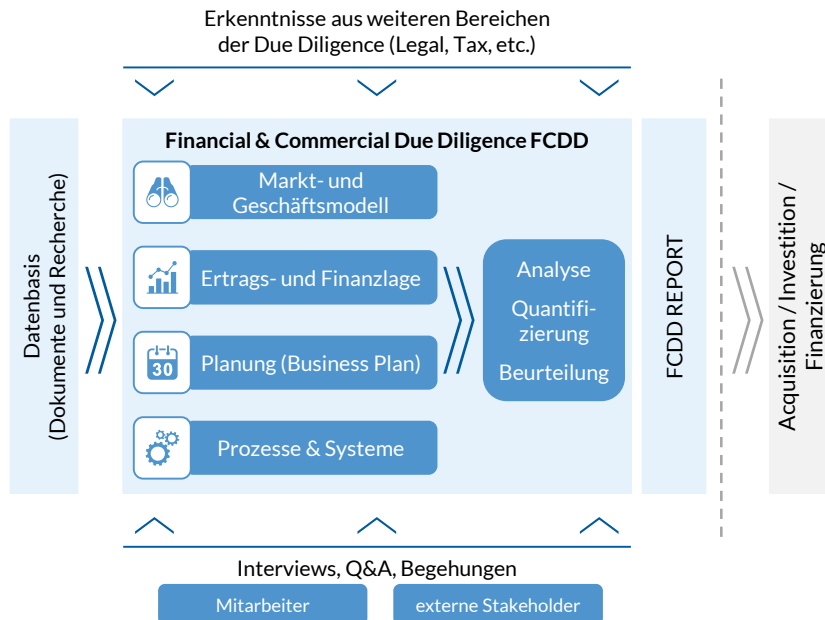 Erkenntnisse aus weiteren Bereichen
der Due Diligence (Legal, Tax, etc.)
Datenbasis
(Dokumente und Recherche)
Financial & Commercial Due Diligence FCDD
Markt- und
Geschäftsmodell
Ertrags- und Finanzlage
30
Planung (Business Plan)
Prozesse & Systeme
Analyse
Quantifi-
zierung
Beurteilung
FCDD REPORT
Acquisition / Investition /
Finanzierung
Interviews, Q&A, Begehungen
Mitarbeiter
externe Stakeholder